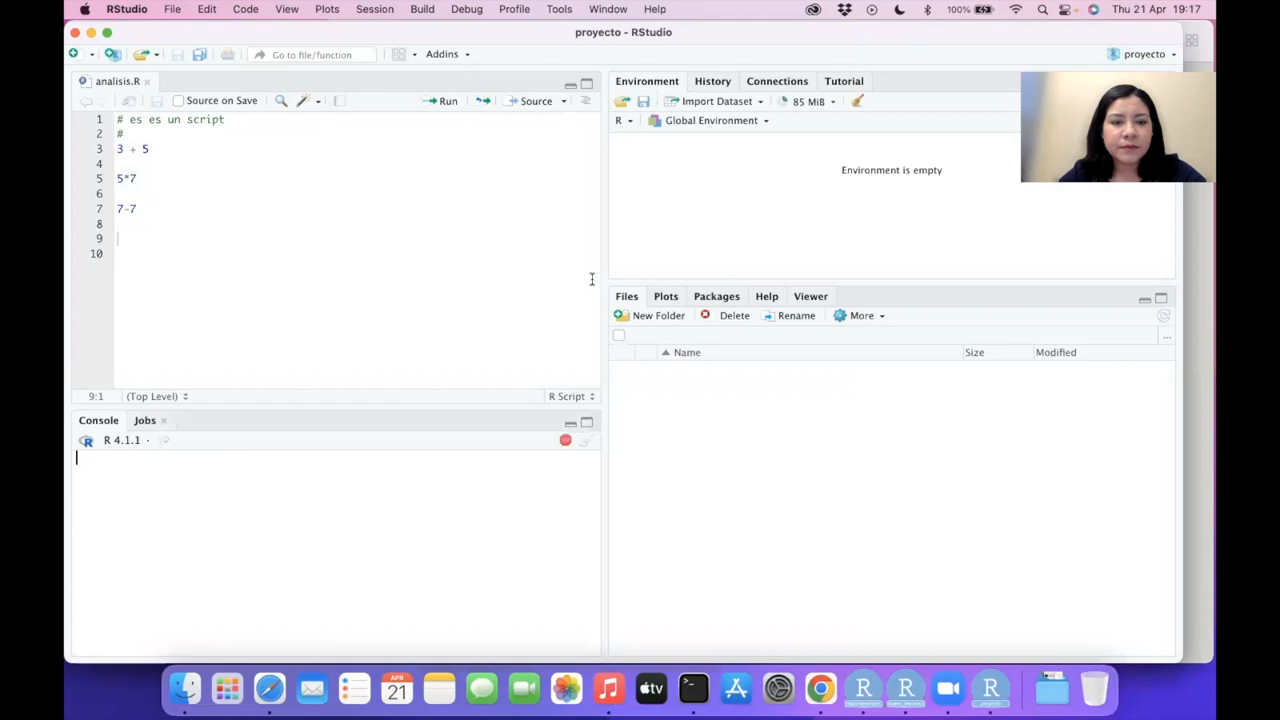 RStudio File Edit Code View Plots Session Build Debug Profile Tools Window Help 100% Thu 21 Apr 19:17
proyecto - RStudio
Go to file/function Addins proyecto
analisis.R
Source on Save Run Source
1 # es es un script
2 #
3 3 + 5
4
5 5*7
6
7 7-7
8
9
10
9:1 (Top Level) R Script
Console Jobs
R 4.1.1 ·
Environment History Connections Tutorial
Import Dataset 85 MiB
R Global Environment
Environment is empty
Files Plots Packages Help Viewer
New Folder Delete Rename More
...
Name Size Modified
APR
21
tv
R R R